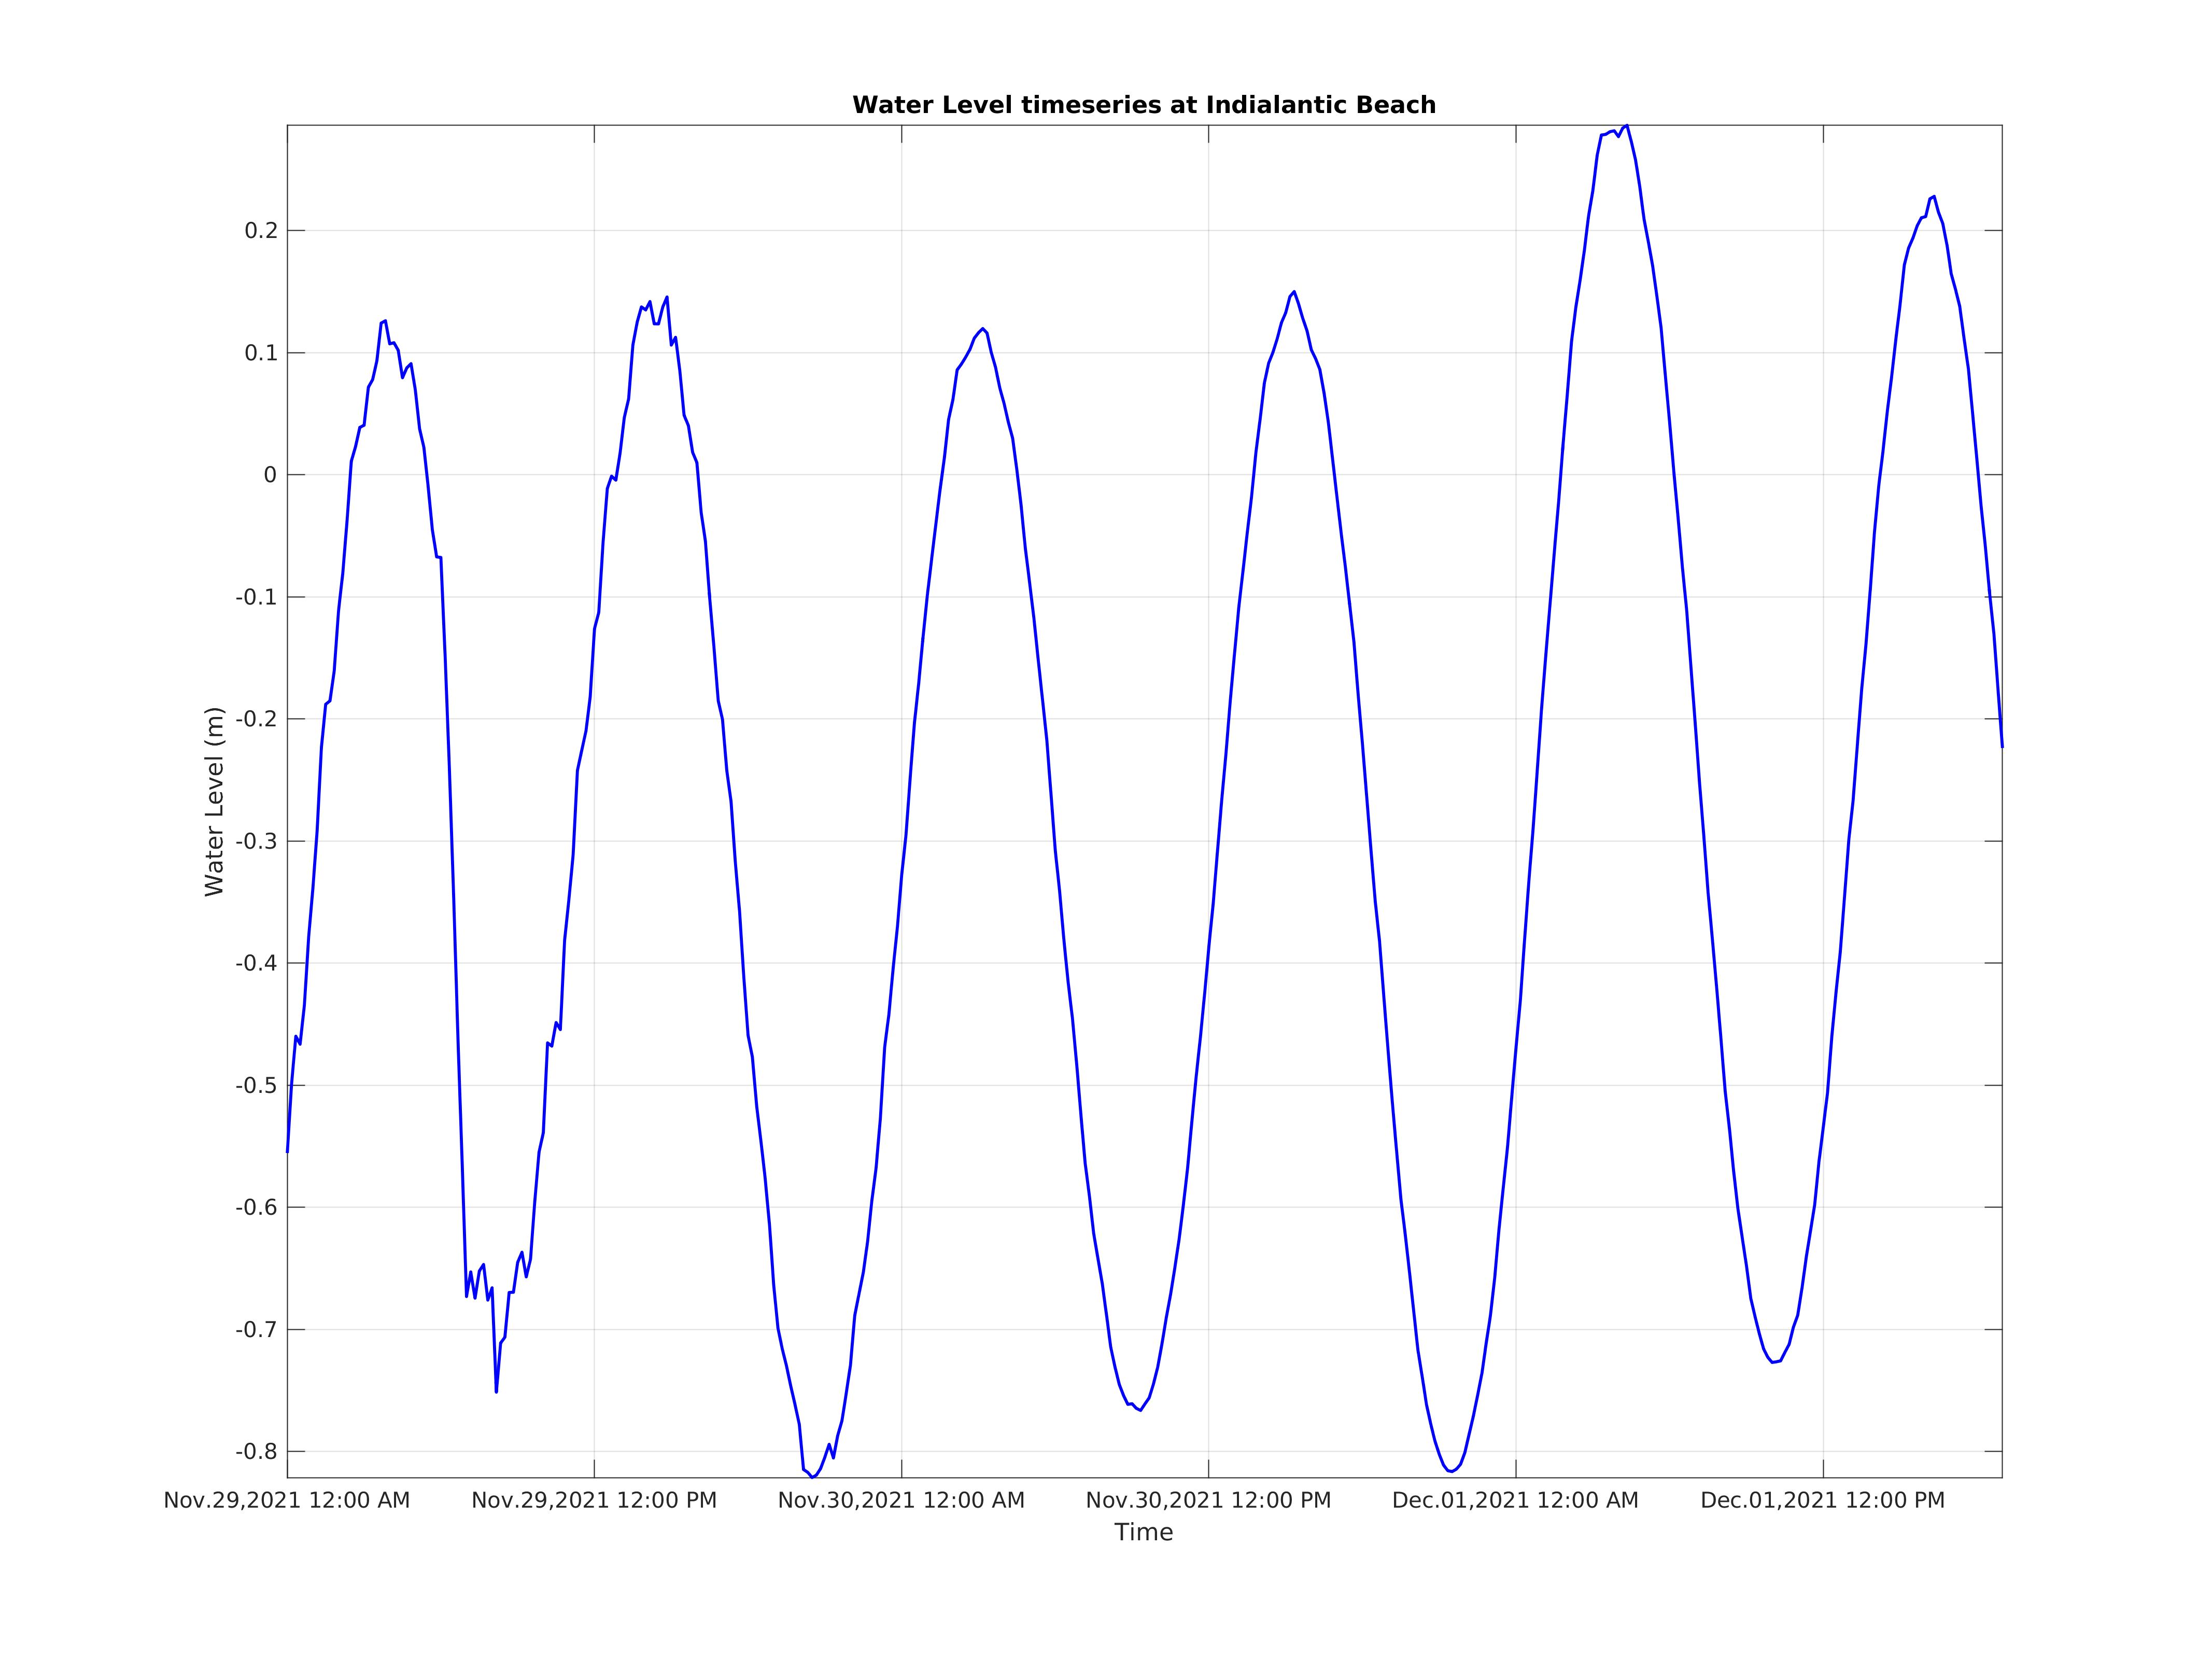 Water Level timeseries at Indialantic Beach
Water Level (m)
0.2
0.1
0
-0.1
-0.2
-0.3
-0.4
-0.5
-0.6
-0.7
-0.8
Nov.29,2021 12:00 AM Nov.29,2021 12:00 PM Nov.30,2021 12:00 AM Nov.30,2021 12:00 PM Dec.01,2021 12:00 AM Dec.01,2021 12:00 PM
Time